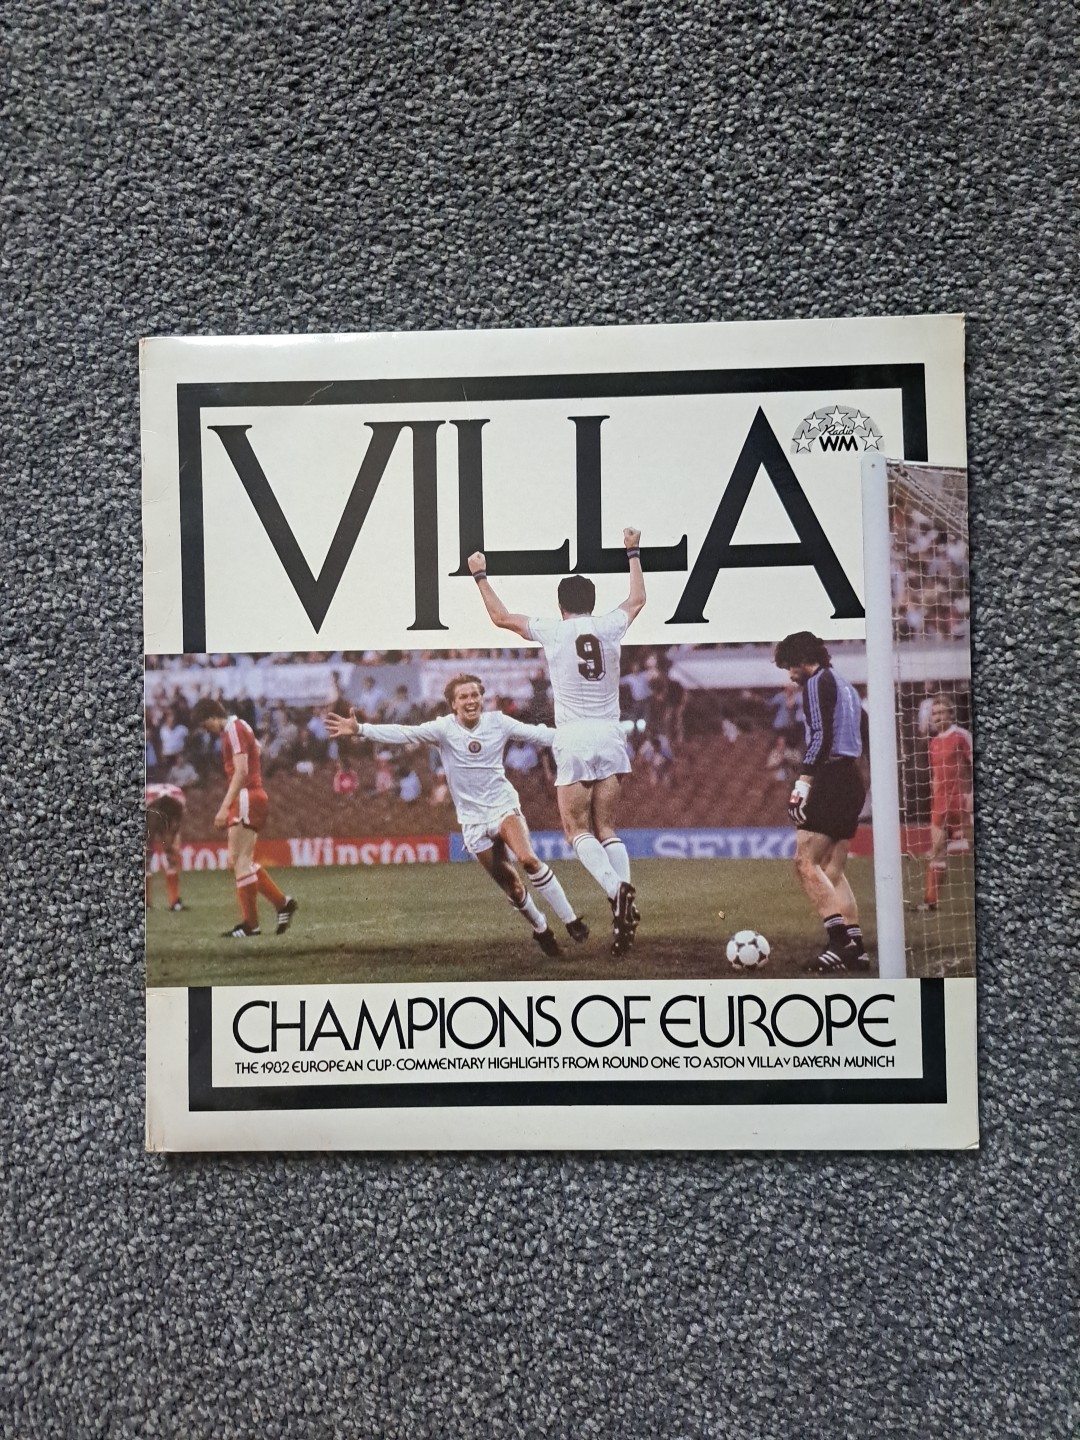 VILLA
Radio
WM
9
Winston
SEIKO
CHAMPIONS OF EUROPE
THE 1982 EUROPEAN CUP·COMMENTARY HIGHLIGHTS FROM ROUND ONE TO ASTON VILLA V BAYERN MUNICH